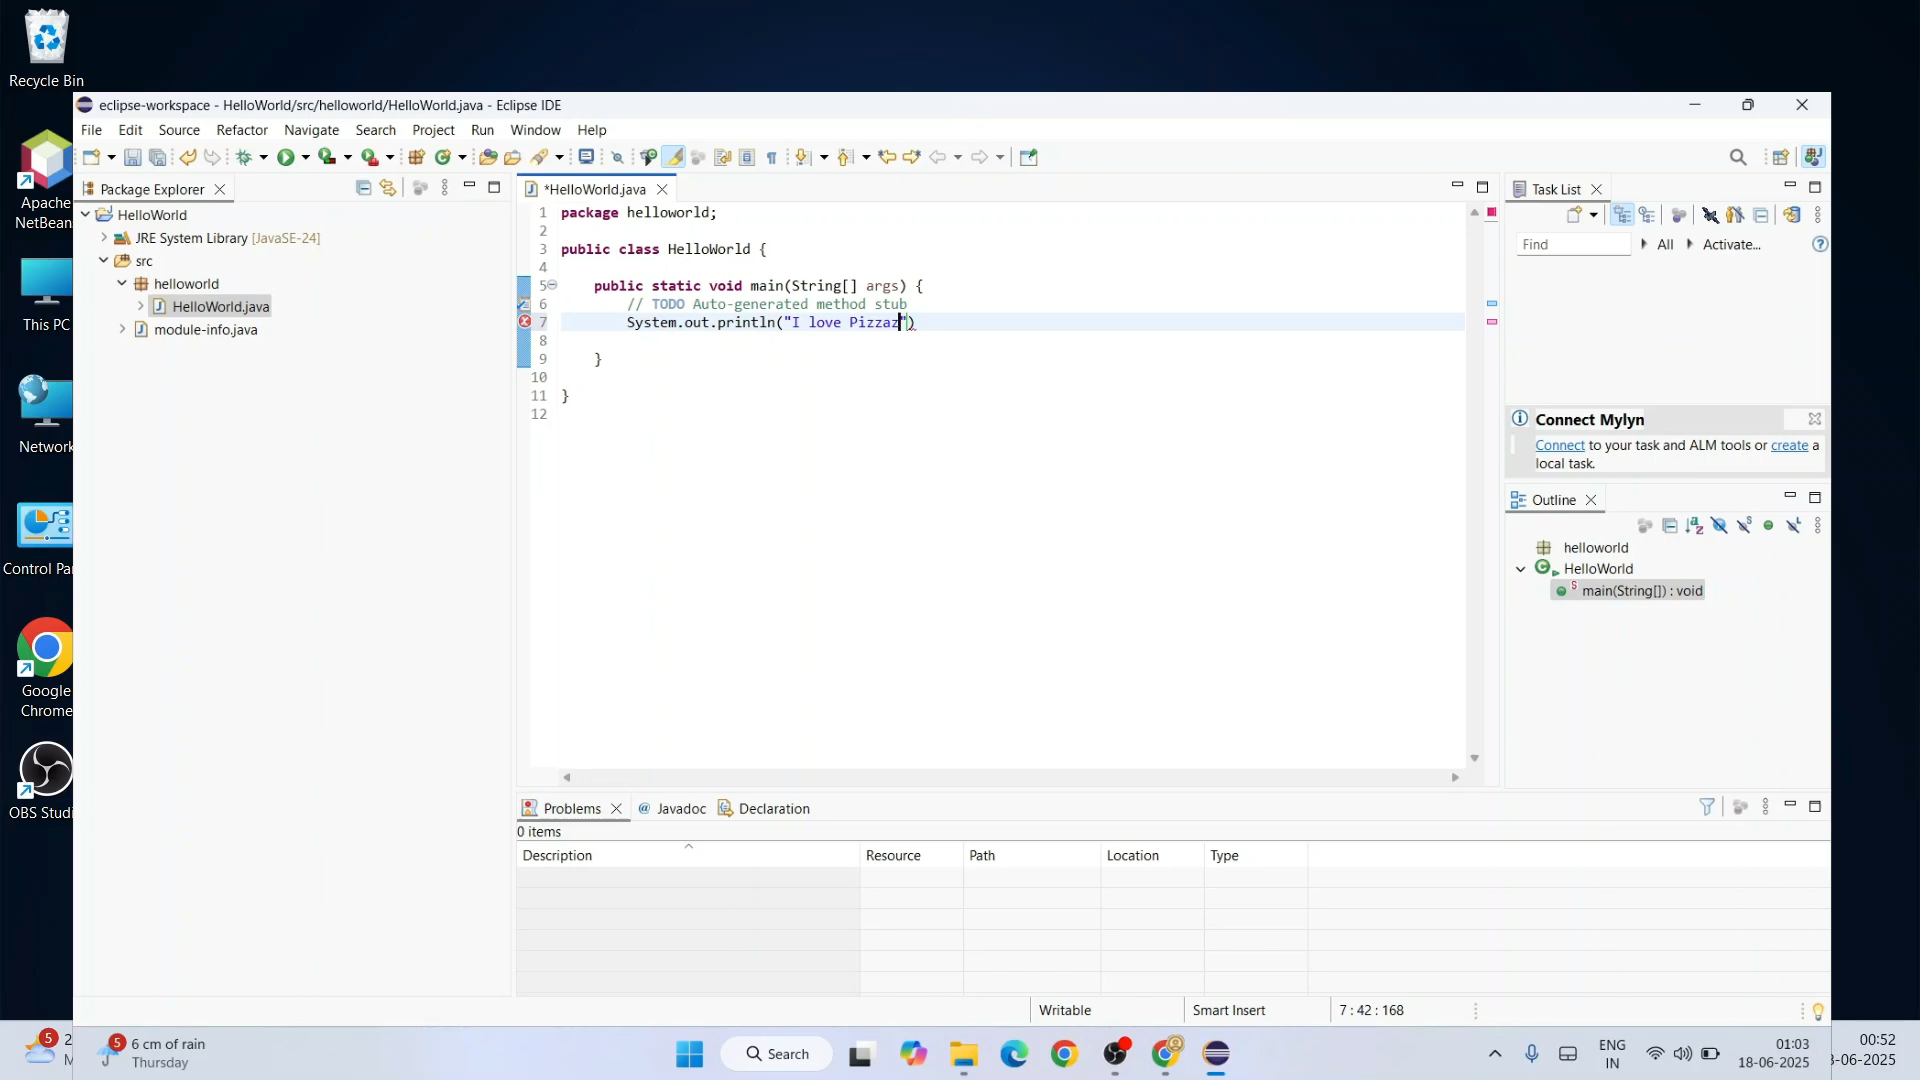 Recycle Bin
eclipse-workspace - HelloWorld/src/helloworld/HelloWorld.java - Eclipse IDE
File Edit Source Refactor Navigate Search Project Run Window Help
Package Explorer
*HelloWorld.java
Task List
Apache
NetBean
HelloWorld
JRE System Library [JavaSE-24]
src
helloworld
HelloWorld.java
module-info.java
1 package helloworld;
2
3 public class HelloWorld {
4
5 public static void main(String[] args) {
6 // TODO Auto-generated method stub
7 System.out.println("I love Pizzaz")
8
9 }
10
11 }
12
Find
All
Activate...
This PC
Network
Control Pa
Google
Chrome
OBS Studi
Connect Mylyn
Connect to your task and ALM tools or create a
local task.
Outline
helloworld
HelloWorld
main(String[]) : void
Problems
@ Javadoc
Declaration
0 items
Description Resource Path Location Type
Writable Smart Insert 7 : 42 : 168
5
2
M
5
6 cm of rain
Thursday
Search
ENG
IN
01:03
18-06-2025
00:52
3-06-2025